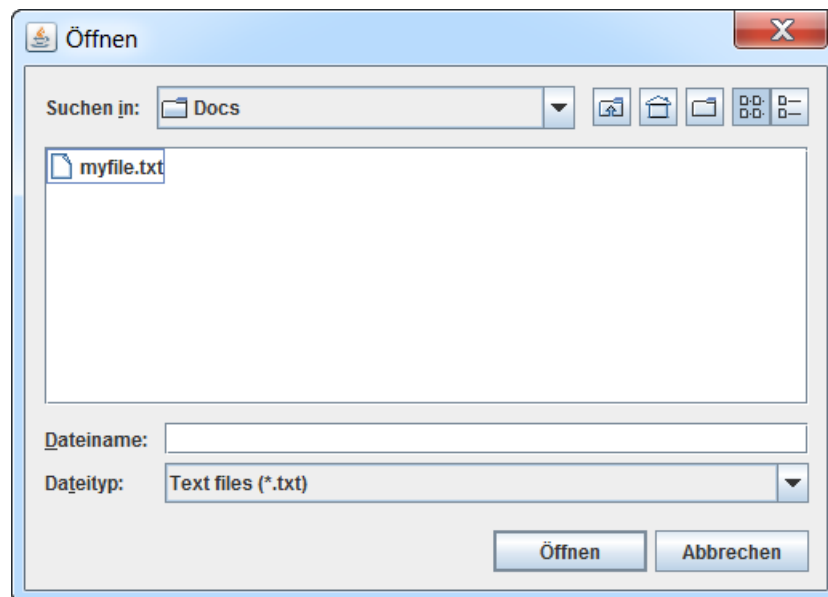 Öffnen
Suchen in: Docs
myfile.txt
Dateiname:
Dateityp: Text files (*.txt)
Öffnen Abbrechen